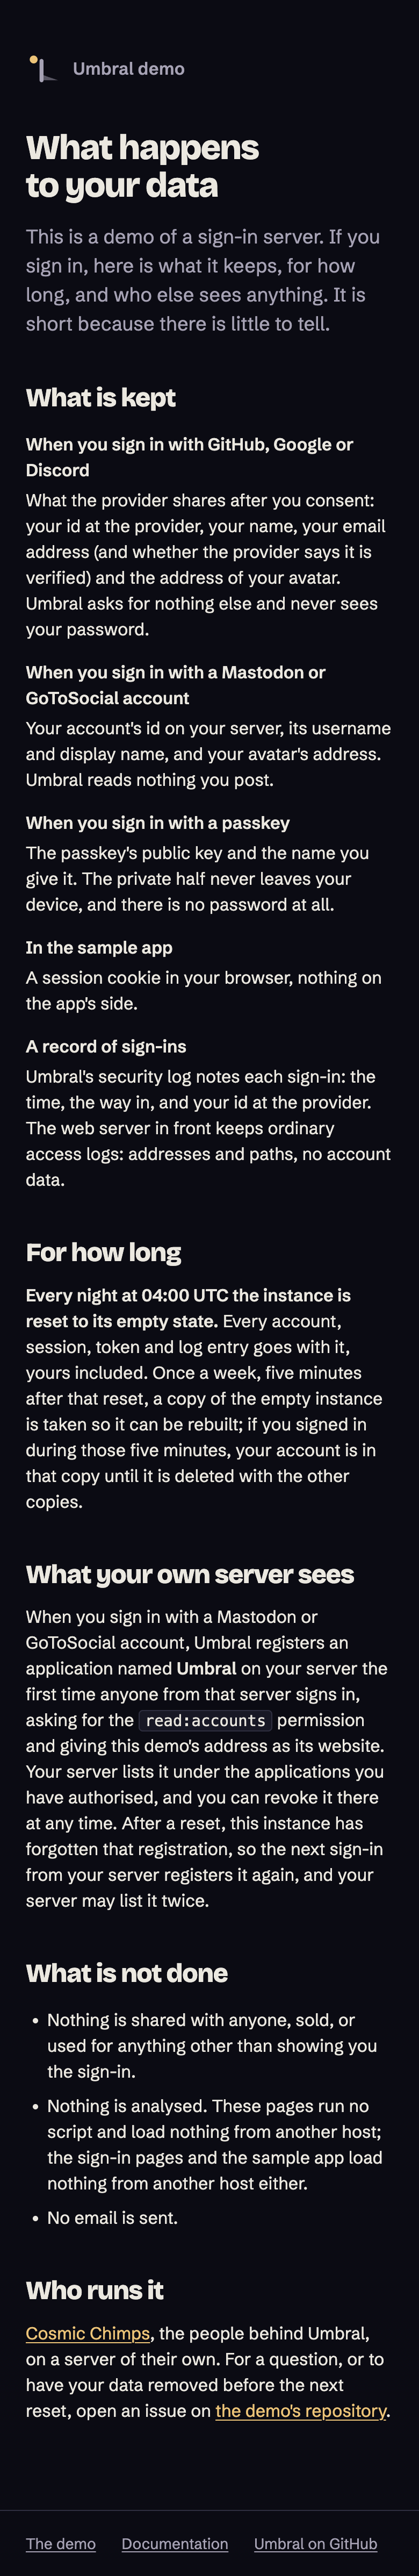 Umbral demo
What happens
to your data
This is a demo of a sign-in server. If you
sign in, here is what it keeps, for how
long, and who else sees anything. It is
short because there is little to tell.
What is kept
When you sign in with GitHub, Google or
Discord
What the provider shares after you consent:
your id at the provider, your name, your email
address (and whether the provider says it is
verified) and the address of your avatar.
Umbral asks for nothing else and never sees
your password.
When you sign in with a Mastodon or
GoToSocial account
Your account's id on your server, its username
and display name, and your avatar's address.
Umbral reads nothing you post.
When you sign in with a passkey
The passkey's public key and the name you
give it. The private half never leaves your
device, and there is no password at all.
In the sample app
A session cookie in your browser, nothing on
the app's side.
A record of sign-ins
Umbral's security log notes each sign-in: the
time, the way in, and your id at the provider.
The web server in front keeps ordinary
access logs: addresses and paths, no account
data.
For how long
Every night at 04:00 UTC the instance is
reset to its empty state. Every account,
session, token and log entry goes with it,
yours included. Once a week, five minutes
after that reset, a copy of the empty instance
is taken so it can be rebuilt; if you signed in
during those five minutes, your account is in
that copy until it is deleted with the other
copies.
What your own server sees
When you sign in with a Mastodon or
GoToSocial account, Umbral registers an
application named Umbral on your server the
first time anyone from that server signs in,
asking for the read:accounts permission
and giving this demo's address as its website.
Your server lists it under the applications you
have authorised, and you can revoke it there
at any time. After a reset, this instance has
forgotten that registration, so the next sign-in
from your server registers it again, and your
server may list it twice.
What is not done
• Nothing is shared with anyone, sold, or
used for anything other than showing you
the sign-in.
• Nothing is analysed. These pages run no
script and load nothing from another host;
the sign-in pages and the sample app load
nothing from another host either.
• No email is sent.
Who runs it
Cosmic Chimps, the people behind Umbral,
on a server of their own. For a question, or to
have your data removed before the next
reset, open an issue on the demo's repository.
The demo Documentation Umbral on GitHub